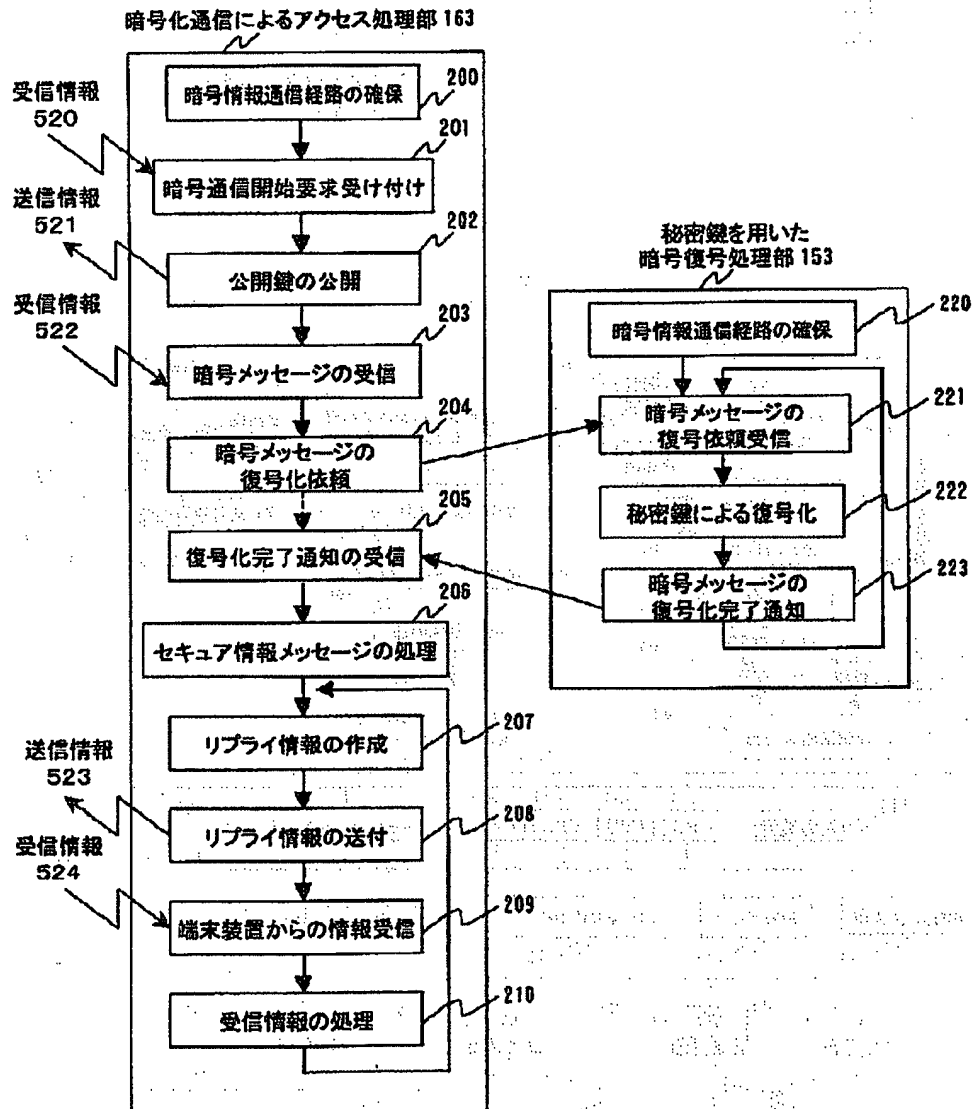 暗号化通信によるアクセス処理部 163
200
暗号情報通信経路の確保
受信情報
520
201
暗号通信開始要求受け付け
送信情報
521
202
公開鍵の公開
受信情報
522
203
暗号メッセージの受信
204
暗号メッセージの
復号化依頼
205
復号化完了通知の受信
206
セキュア情報メッセージの処理
207
リプライ情報の作成
送信情報
523
208
リプライ情報の送付
受信情報
524
209
端末装置からの情報受信
210
受信情報の処理
秘密鍵を用いた
暗号復号処理部 153
220
暗号情報通信経路の確保
221
暗号メッセージの
復号依頼受信
222
秘密鍵による復号化
223
暗号メッセージの
復号化完了通知